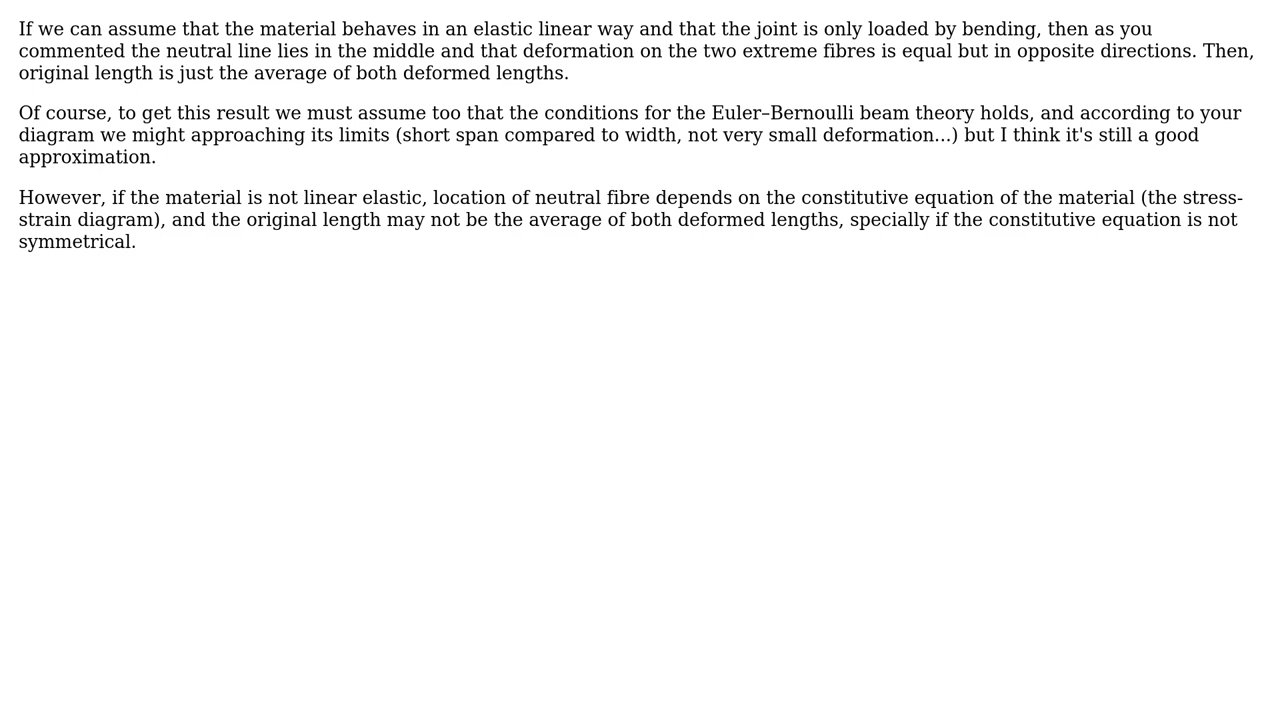 If we can assume that the material behaves in an elastic linear way and that the joint is only loaded by bending, then as you
commented the neutral line lies in the middle and that deformation on the two extreme fibres is equal but in opposite directions. Then,
original length is just the average of both deformed lengths.
Of course, to get this result we must assume too that the conditions for the Euler–Bernoulli beam theory holds, and according to your
diagram we might approaching its limits (short span compared to width, not very small deformation...) but I think it's still a good
approximation.
However, if the material is not linear elastic, location of neutral fibre depends on the constitutive equation of the material (the stress-
strain diagram), and the original length may not be the average of both deformed lengths, specially if the constitutive equation is not
symmetrical.